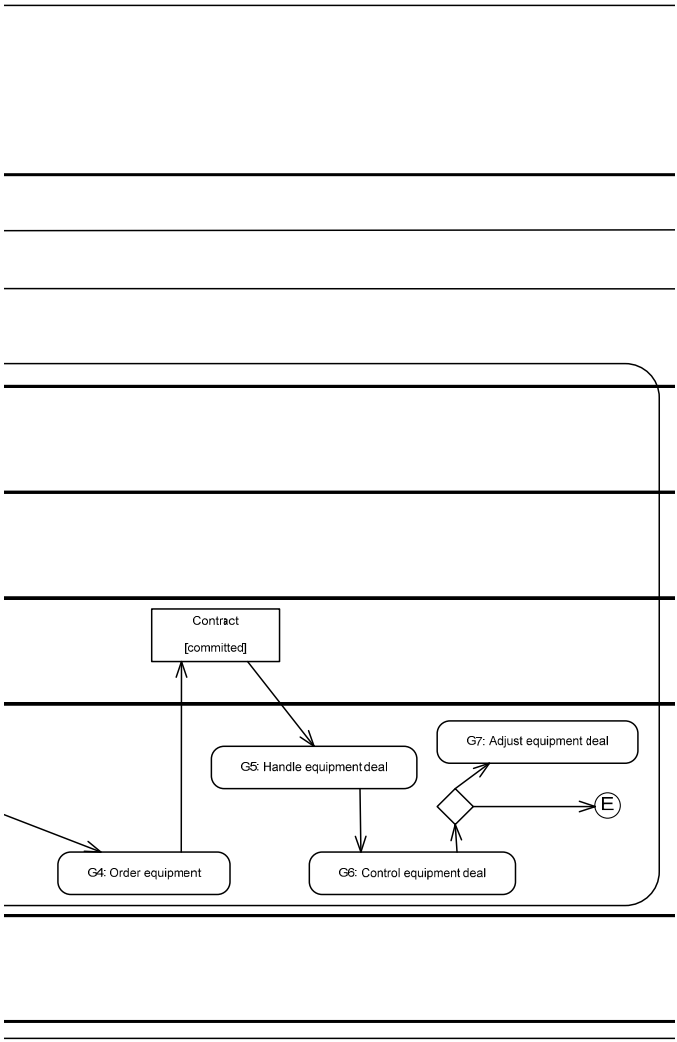 Contract
[committed]
G7: Adjust equipment deal
G5: Handle equipment deal
E
G4: Order equipment
G6: Control equipment deal